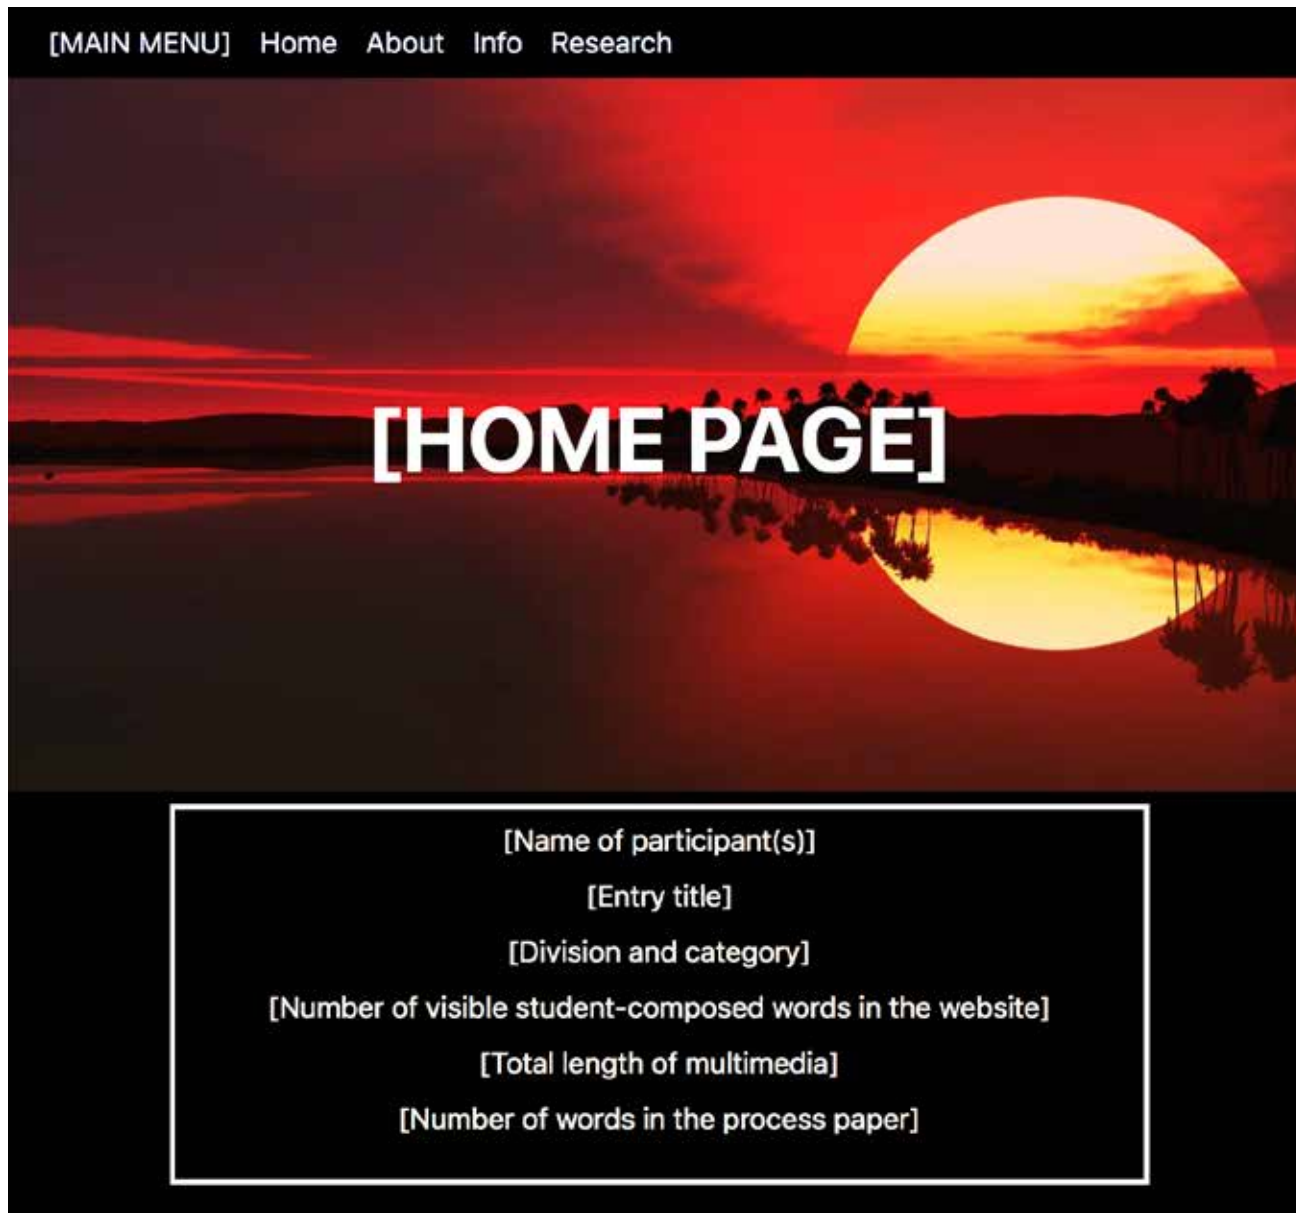 [MAIN MENU] Home About Info Research
[HOME PAGE]
[Name of participant(s)]
[Entry title]
[Division and category]
[Number of visible student-composed words in the website]
[Total length of multimedia]
[Number of words in the process paper]